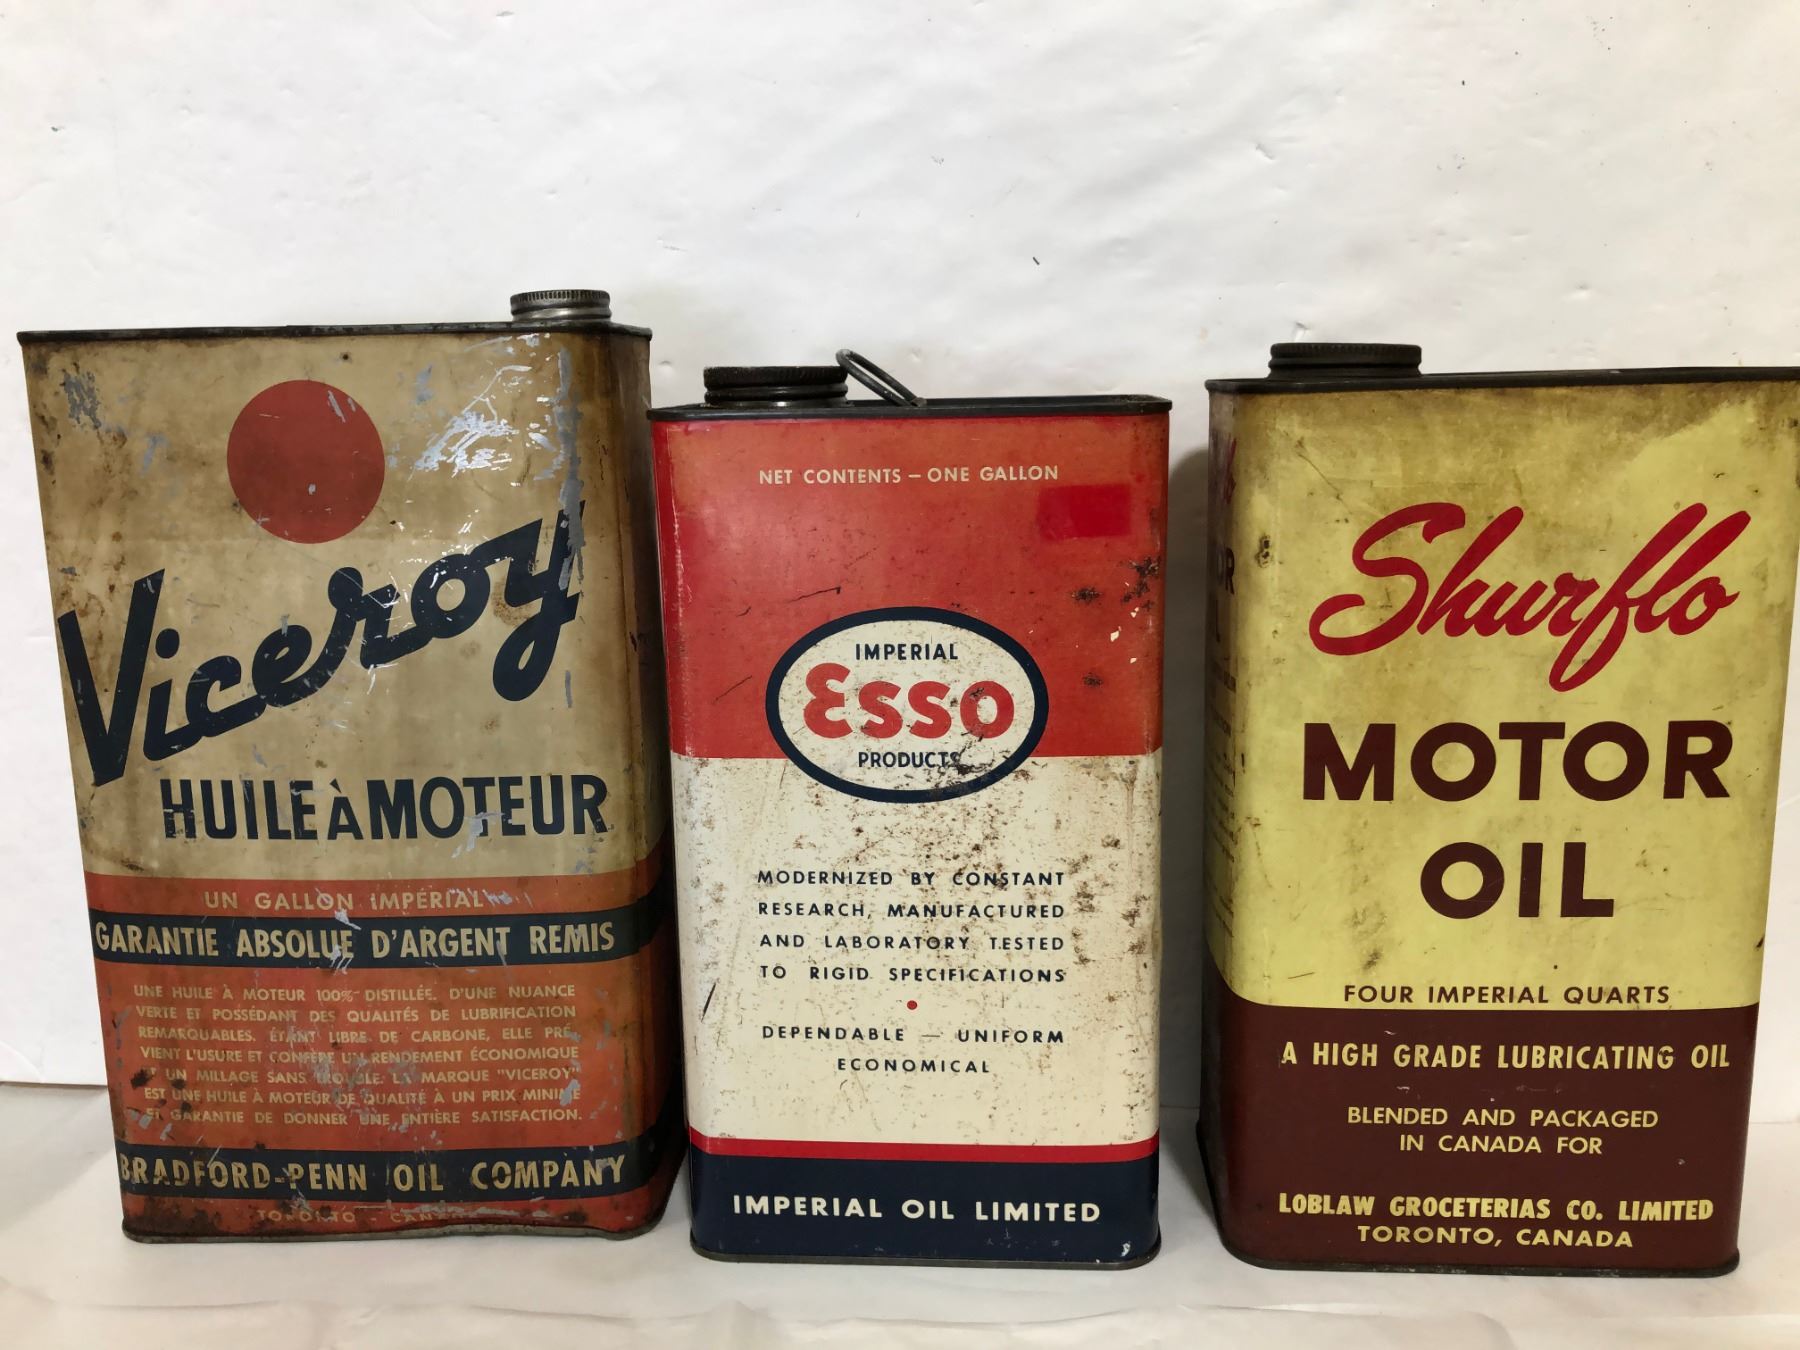 Viceroy
HUILE À MOTEUR
UN GALLON IMPÉRIAL
GARANTIE ABSOLUE D'ARGENT REMIS
UNE HUILE À MOTEUR 100% DISTILLÉE. D'UNE NUANCE
VERTE ET POSSÉDANT DES QUALITÉS DE LUBRIFICATION
REMARQUABLES. ÉTANT LIBRE DE CARBONE, ELLE PRÉ-
VIENT L'USURE ET CONFÈRE UN RENDEMENT ÉCONOMIQUE
ET UN MILLAGE SANS TROUBLE. LA MARQUE "VICEROY"
EST UNE HUILE À MOTEUR DE QUALITÉ À UN PRIX MINIME
ET GARANTIE DE DONNER UNE ENTIÈRE SATISFACTION.
BRADFORD-PENN OIL COMPANY
TORONTO - CANADA
NET CONTENTS — ONE GALLON
IMPERIAL
Esso
PRODUCTS
MODERNIZED BY CONSTANT
RESEARCH, MANUFACTURED
AND LABORATORY TESTED
TO RIGID SPECIFICATIONS
•
DEPENDABLE — UNIFORM
ECONOMICAL
IMPERIAL OIL LIMITED
Shurflo
MOTOR
OIL
FOUR IMPERIAL QUARTS
A HIGH GRADE LUBRICATING OIL
BLENDED AND PACKAGED
IN CANADA FOR
LOBLAW GROCETERIAS CO. LIMITED
TORONTO, CANADA